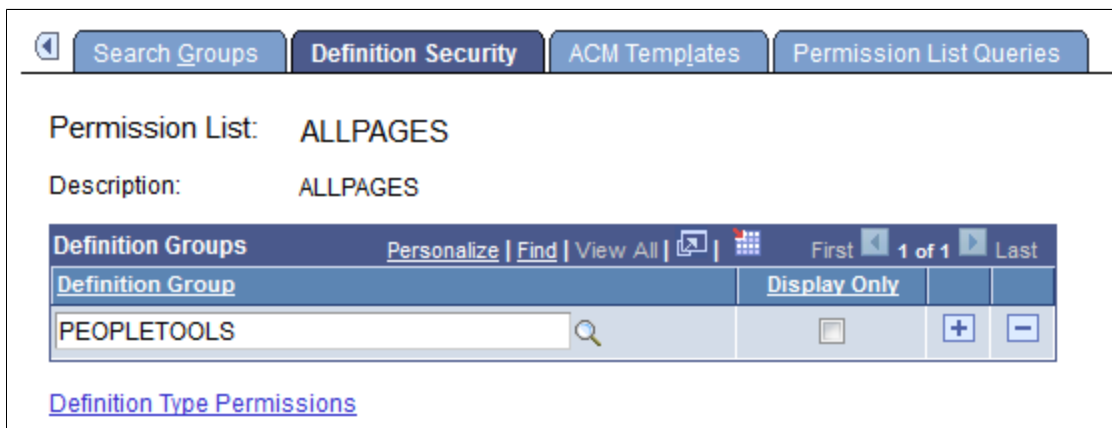 Search Groups Definition Security ACM Templates Permission List Queries
Permission List: ALLPAGES
Description: ALLPAGES
Definition Groups Personalize | Find | View All | | First 1 of 1 Last
Definition Group Display Only
PEOPLETOOLS
Definition Type Permissions